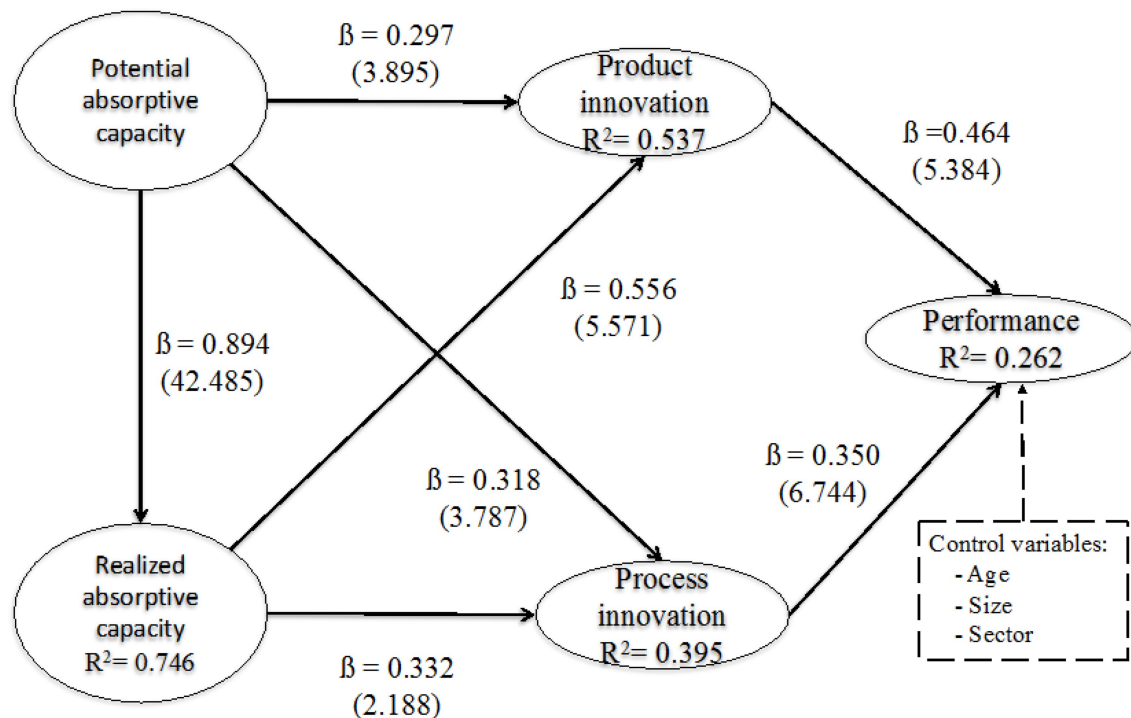 Potential
absorptive
capacity
ß = 0.297
(3.895)
Product
innovation
R²= 0.537
ß =0.464
(5.384)
ß = 0.894
(42.485)
ß = 0.556
(5.571)
Performance
R²= 0.262
ß = 0.318
(3.787)
ß = 0.350
(6.744)
Realized
absorptive
capacity
R²= 0.746
ß = 0.332
(2.188)
Process
innovation
R²= 0.395
Control variables:
- Age
- Size
- Sector